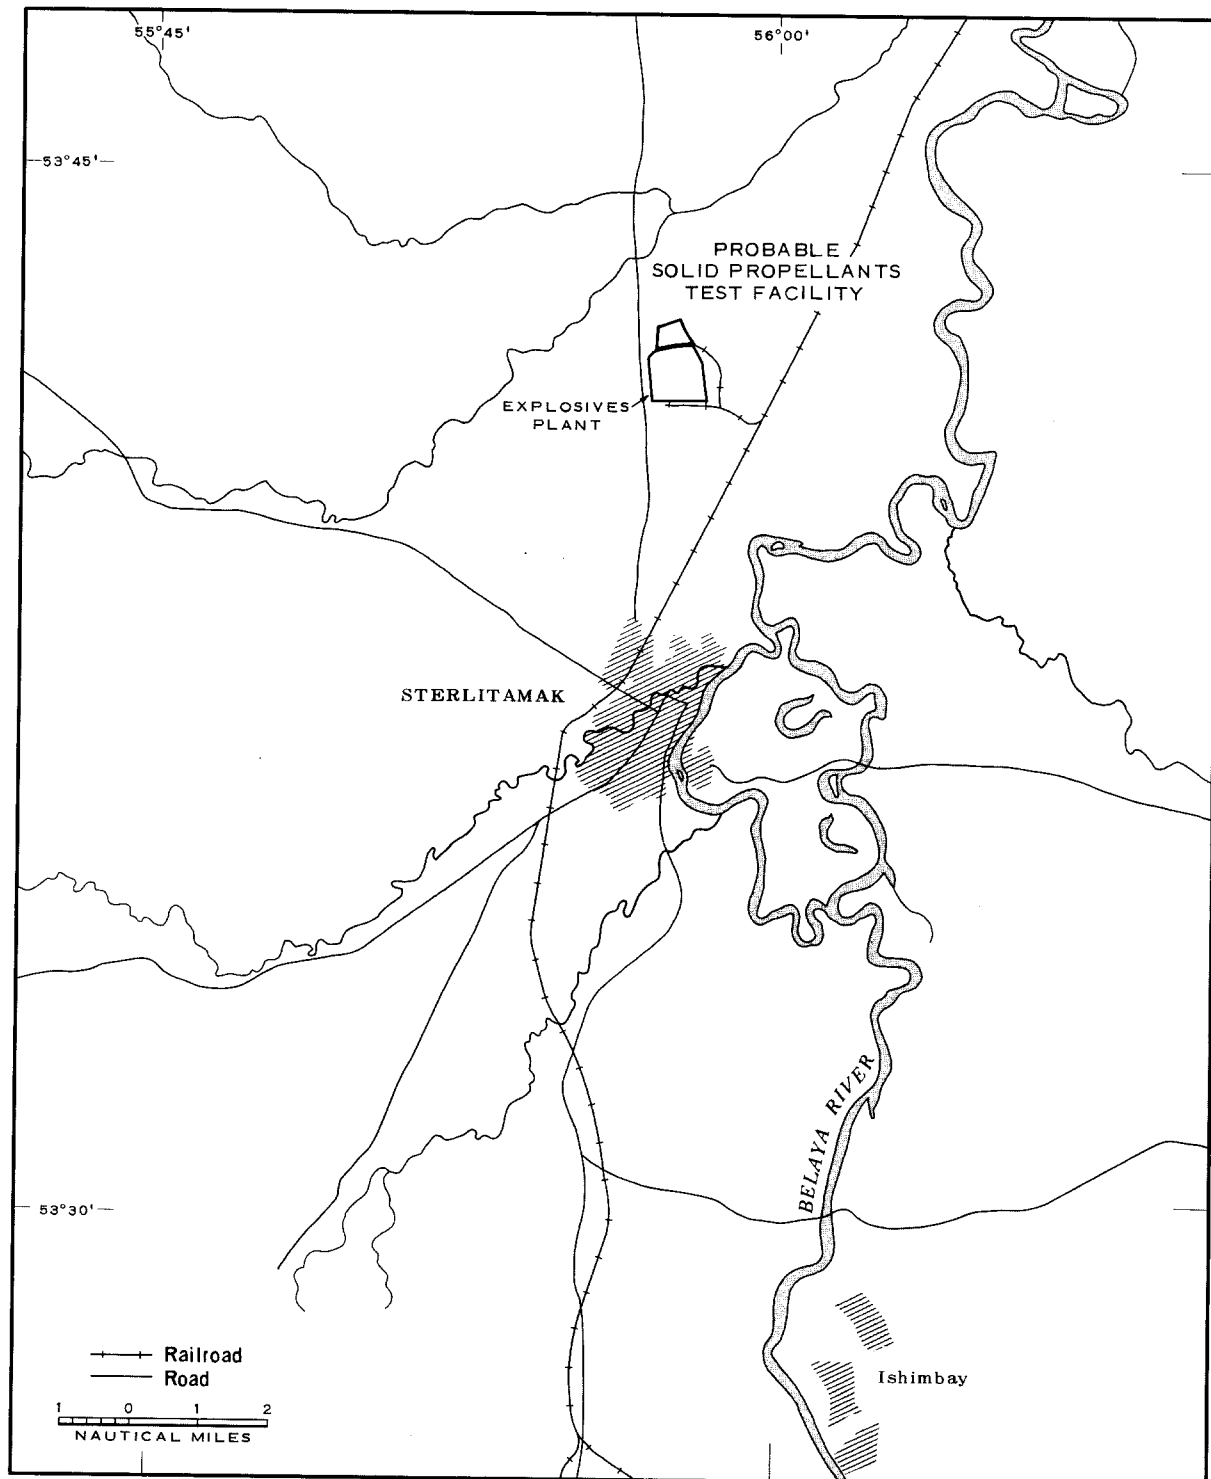 55°45'
56°00'
53°45'
PROBABLE
SOLID PROPELLANTS
TEST FACILITY
EXPLOSIVES
PLANT
STERLITAMAK
BELAYA RIVER
53°30'
Ishimbay
Railroad
Road
1 0 1 2
NAUTICAL MILES